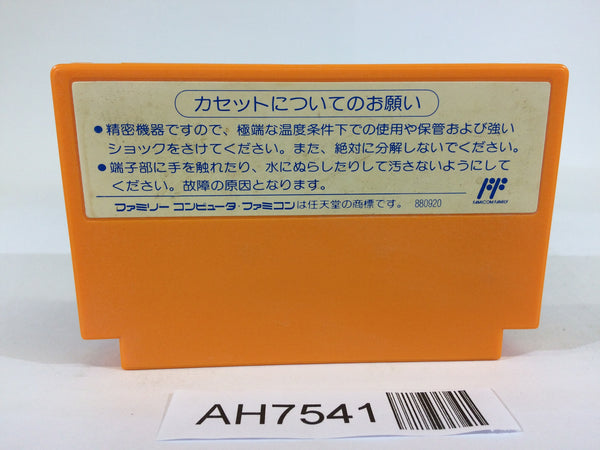 カセットについてのお願い
●精密機器ですので、極端な温度条件下での使用や保管および強い
ショックをさけてください。また、絶対に分解しないでください。
●端子部に手を触れたり、水にぬらしたりして汚さないようにして
ください。故障の原因となります。
FAMICOM FAMILY
ファミリー コンピュータ・ファミコンは任天堂の商標です。 880920
AH7541